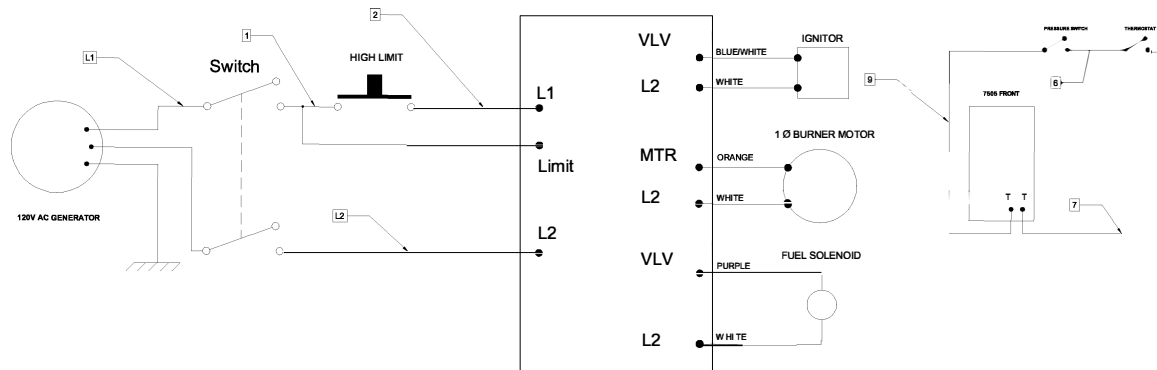 2
VLV
IGNITOR
PRESSURE SWITCH
THERMOSTAT
L1
1
BLUE/WHITE
Switch
HIGH LIMIT
9
6
L1
L2
WHITE
7505 FRONT
1 Ø BURNER MOTOR
MTR
ORANGE
Limit
T T
L2
WHITE
7
120V AC GENERATOR
L2
L2
VLV
FUEL SOLENOID
PURPLE
L2
WHITE